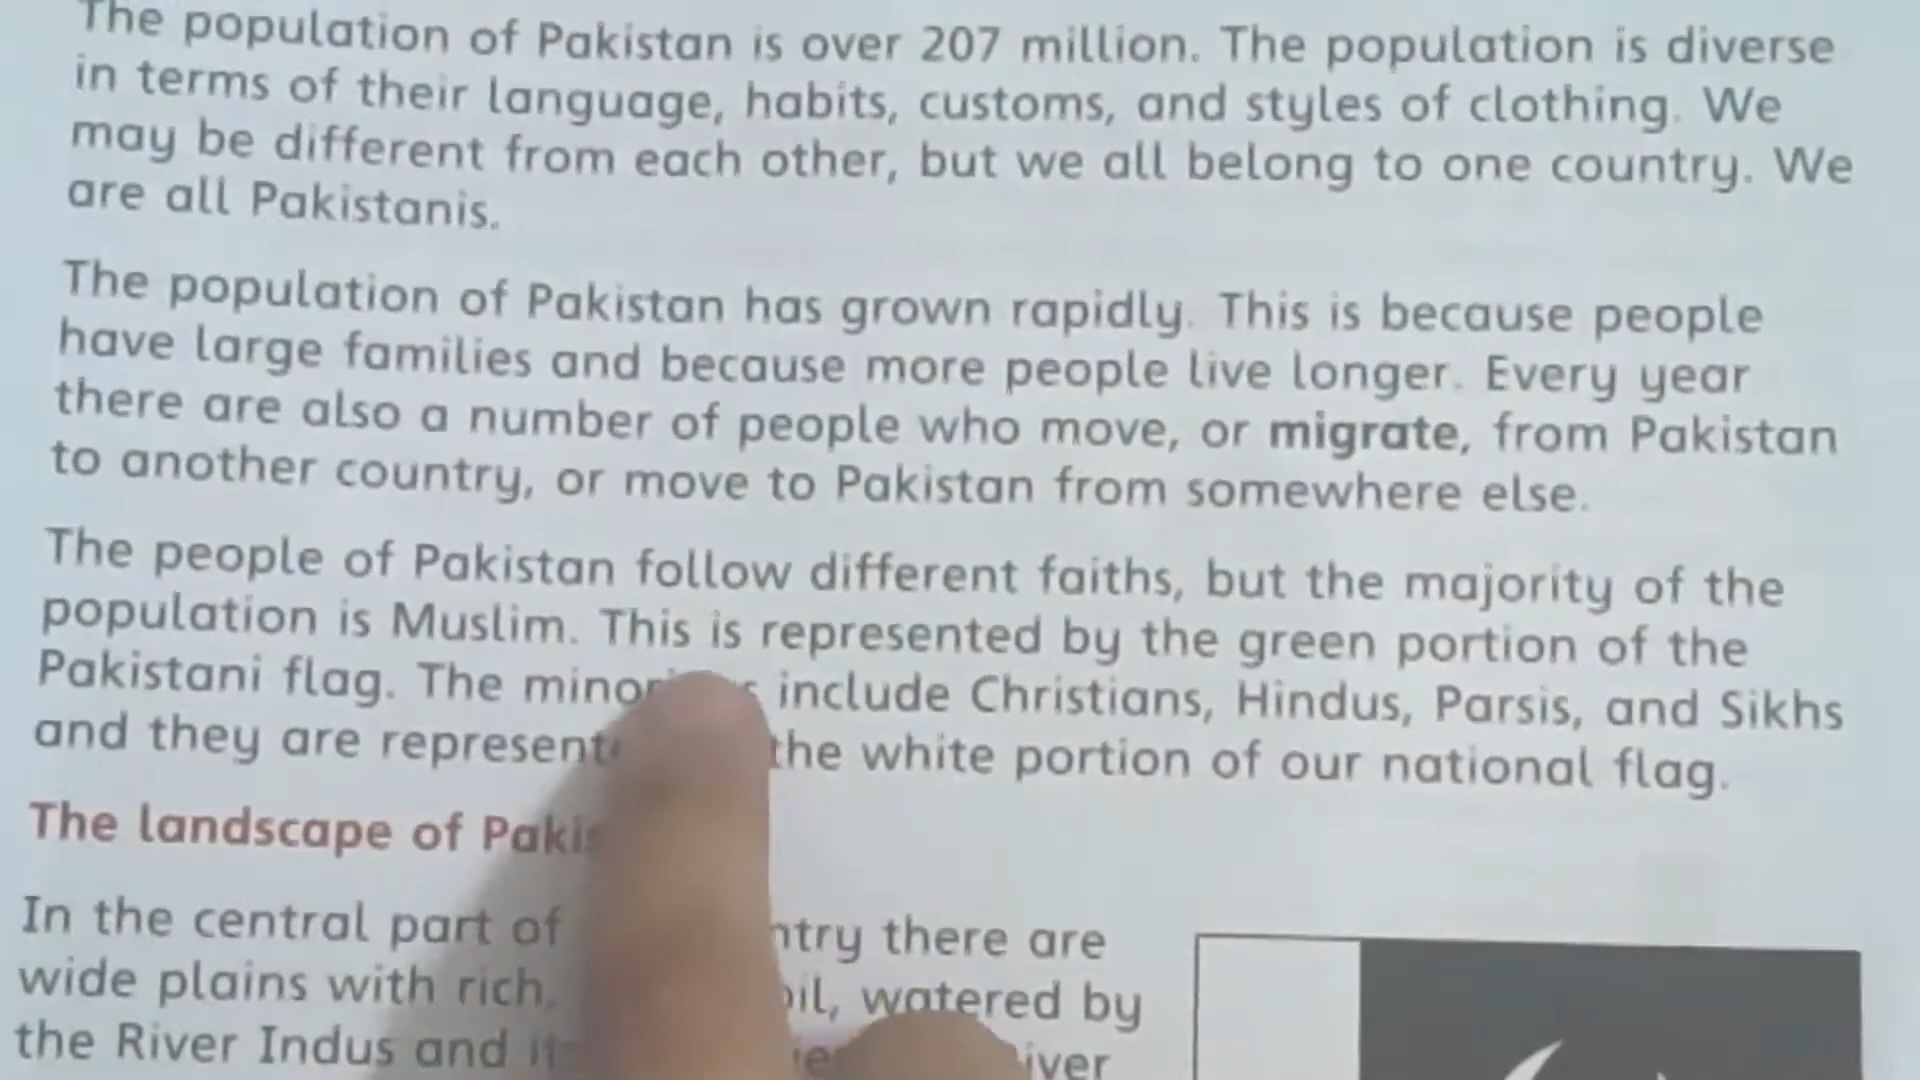 The population of Pakistan is over 207 million. The population is diverse
in terms of their language, habits, customs, and styles of clothing. We
may be different from each other, but we all belong to one country. We
are all Pakistanis.
The population of Pakistan has grown rapidly. This is because people
have large families and because more people live longer. Every year
there are also a number of people who move, or migrate, from Pakistan
to another country, or move to Pakistan from somewhere else.
The people of Pakistan follow different faiths, but the majority of the
population is Muslim. This is represented by the green portion of the
Pakistani flag. The include Christians, Hindus, Parsis, and Sikhs
and they are the white portion of our national flag.
The landscape of
In the central part of there are
wide plains with rich, watered by
the River Indus and